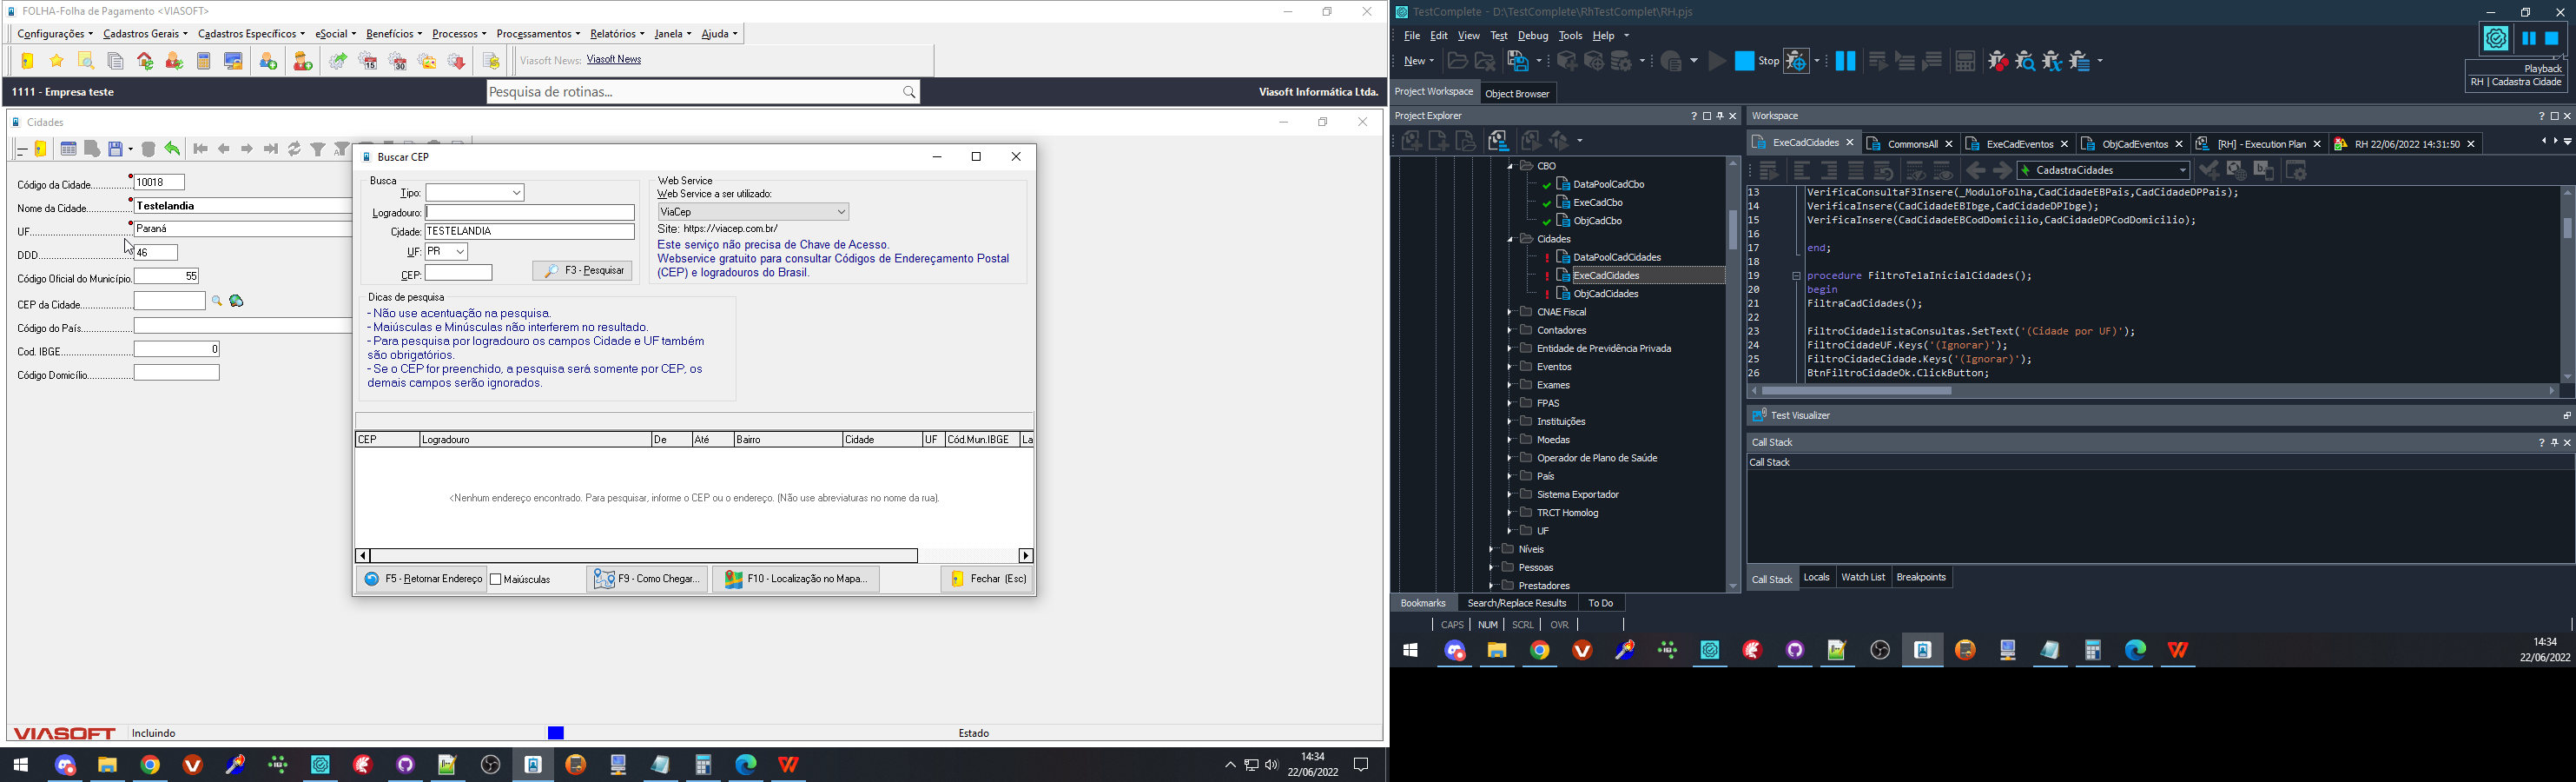 FOLHA-Folha de Pagamento <VIASOFT>
Configurações Cadastros Gerais Cadastros Específicos eSocial Benefícios Processos Processamentos Relatórios Janela Ajuda
Viasoft News: Viasoft News
1111 - Empresa teste
Pesquisa de rotinas...
Viasoft Informática Ltda.
Cidades
Código da Cidade 10018
Nome da Cidade Testelandia
UF Paraná
DDD 46
Código Oficial do Município. 55
CEP da Cidade
Código do País
Cod. IBGE 0
Código Domicílio
Buscar CEP
Busca
Tipo:
Logradouro:
Cidade: TESTELANDIA
UF: PR
CEP:
F3 - Pesquisar
Web Service
Web Service a ser utilizado:
ViaCep
Site: https://viacep.com.br/
Este serviço não precisa de Chave de Acesso.
Webservice gratuito para consultar Códigos de Endereçamento Postal
(CEP) e logradouros do Brasil.
Dicas de pesquisa
- Não use acentuação na pesquisa.
- Maiúsculas e Minúsculas não interferem no resultado.
- Para pesquisa por logradouro os campos Cidade e UF também
são obrigatórios.
- Se o CEP for preenchido, a pesquisa será somente por CEP, os
demais campos serão ignorados.
CEP Logradouro De Até Bairro Cidade UF Cód.Mun.IBGE La
<Nenhum endereço encontrado. Para pesquisar, informe o CEP ou o endereço. (Não use abreviaturas no nome da rua).
F5 - Retornar Endereço Maiúsculas F9 - Como Chegar... F10 - Localização no Mapa... Fechar (Esc)
VIASOFT Incluindo Estado
14:34
22/06/2022
TestComplete - D:\TestComplete\RhTestComplet\RH.pjs
File Edit View Test Debug Tools Help
New Stop
Playback
RH | Cadastra Cidade
Project Workspace Object Browser
Project Explorer
CBO
DataPoolCadCbo
ExeCadCbo
ObjCadCbo
Cidades
DataPoolCadCidades
ExeCadCidades
ObjCadCidades
CNAE Fiscal
Contadores
Entidade de Previdência Privada
Eventos
Exames
FPAS
Instituições
Moedas
Operador de Plano de Saúde
País
Sistema Exportador
TRCT Homolog
UF
Níveis
Pessoas
Prestadores
Workspace
ExeCadCidades CommonsAll ExeCadEventos ObjCadEventos [RH] - Execution Plan RH 22/06/2022 14:31:50
CadastraCidades
13 VerificaConsultaF3Insere(_ModuloFolha,CadCidadeEBPais,CadCidadeDPPais);
14 VerificaInsere(CadCidadeEBIbge,CadCidadeDPIbge);
15 VerificaInsere(CadCidadeEBCodDomicilio,CadCidadeDPCodDomicilio);
16
17 end;
18
19 procedure FiltroTelaInicialCidades();
20 begin
21 FiltraCadCidades();
22
23 FiltroCidadelistaConsultas.SetText('(Cidade por UF)');
24 FiltroCidadeUF.Keys('(Ignorar)');
25 FiltroCidadeCidade.Keys('(Ignorar)');
26 BtnFiltroCidadeOk.ClickButton;
Test Visualizer
Call Stack
Call Stack
Call Stack Locals Watch List Breakpoints
Bookmarks Search/Replace Results To Do
CAPS NUM SCRL OVR
14:34
22/06/2022